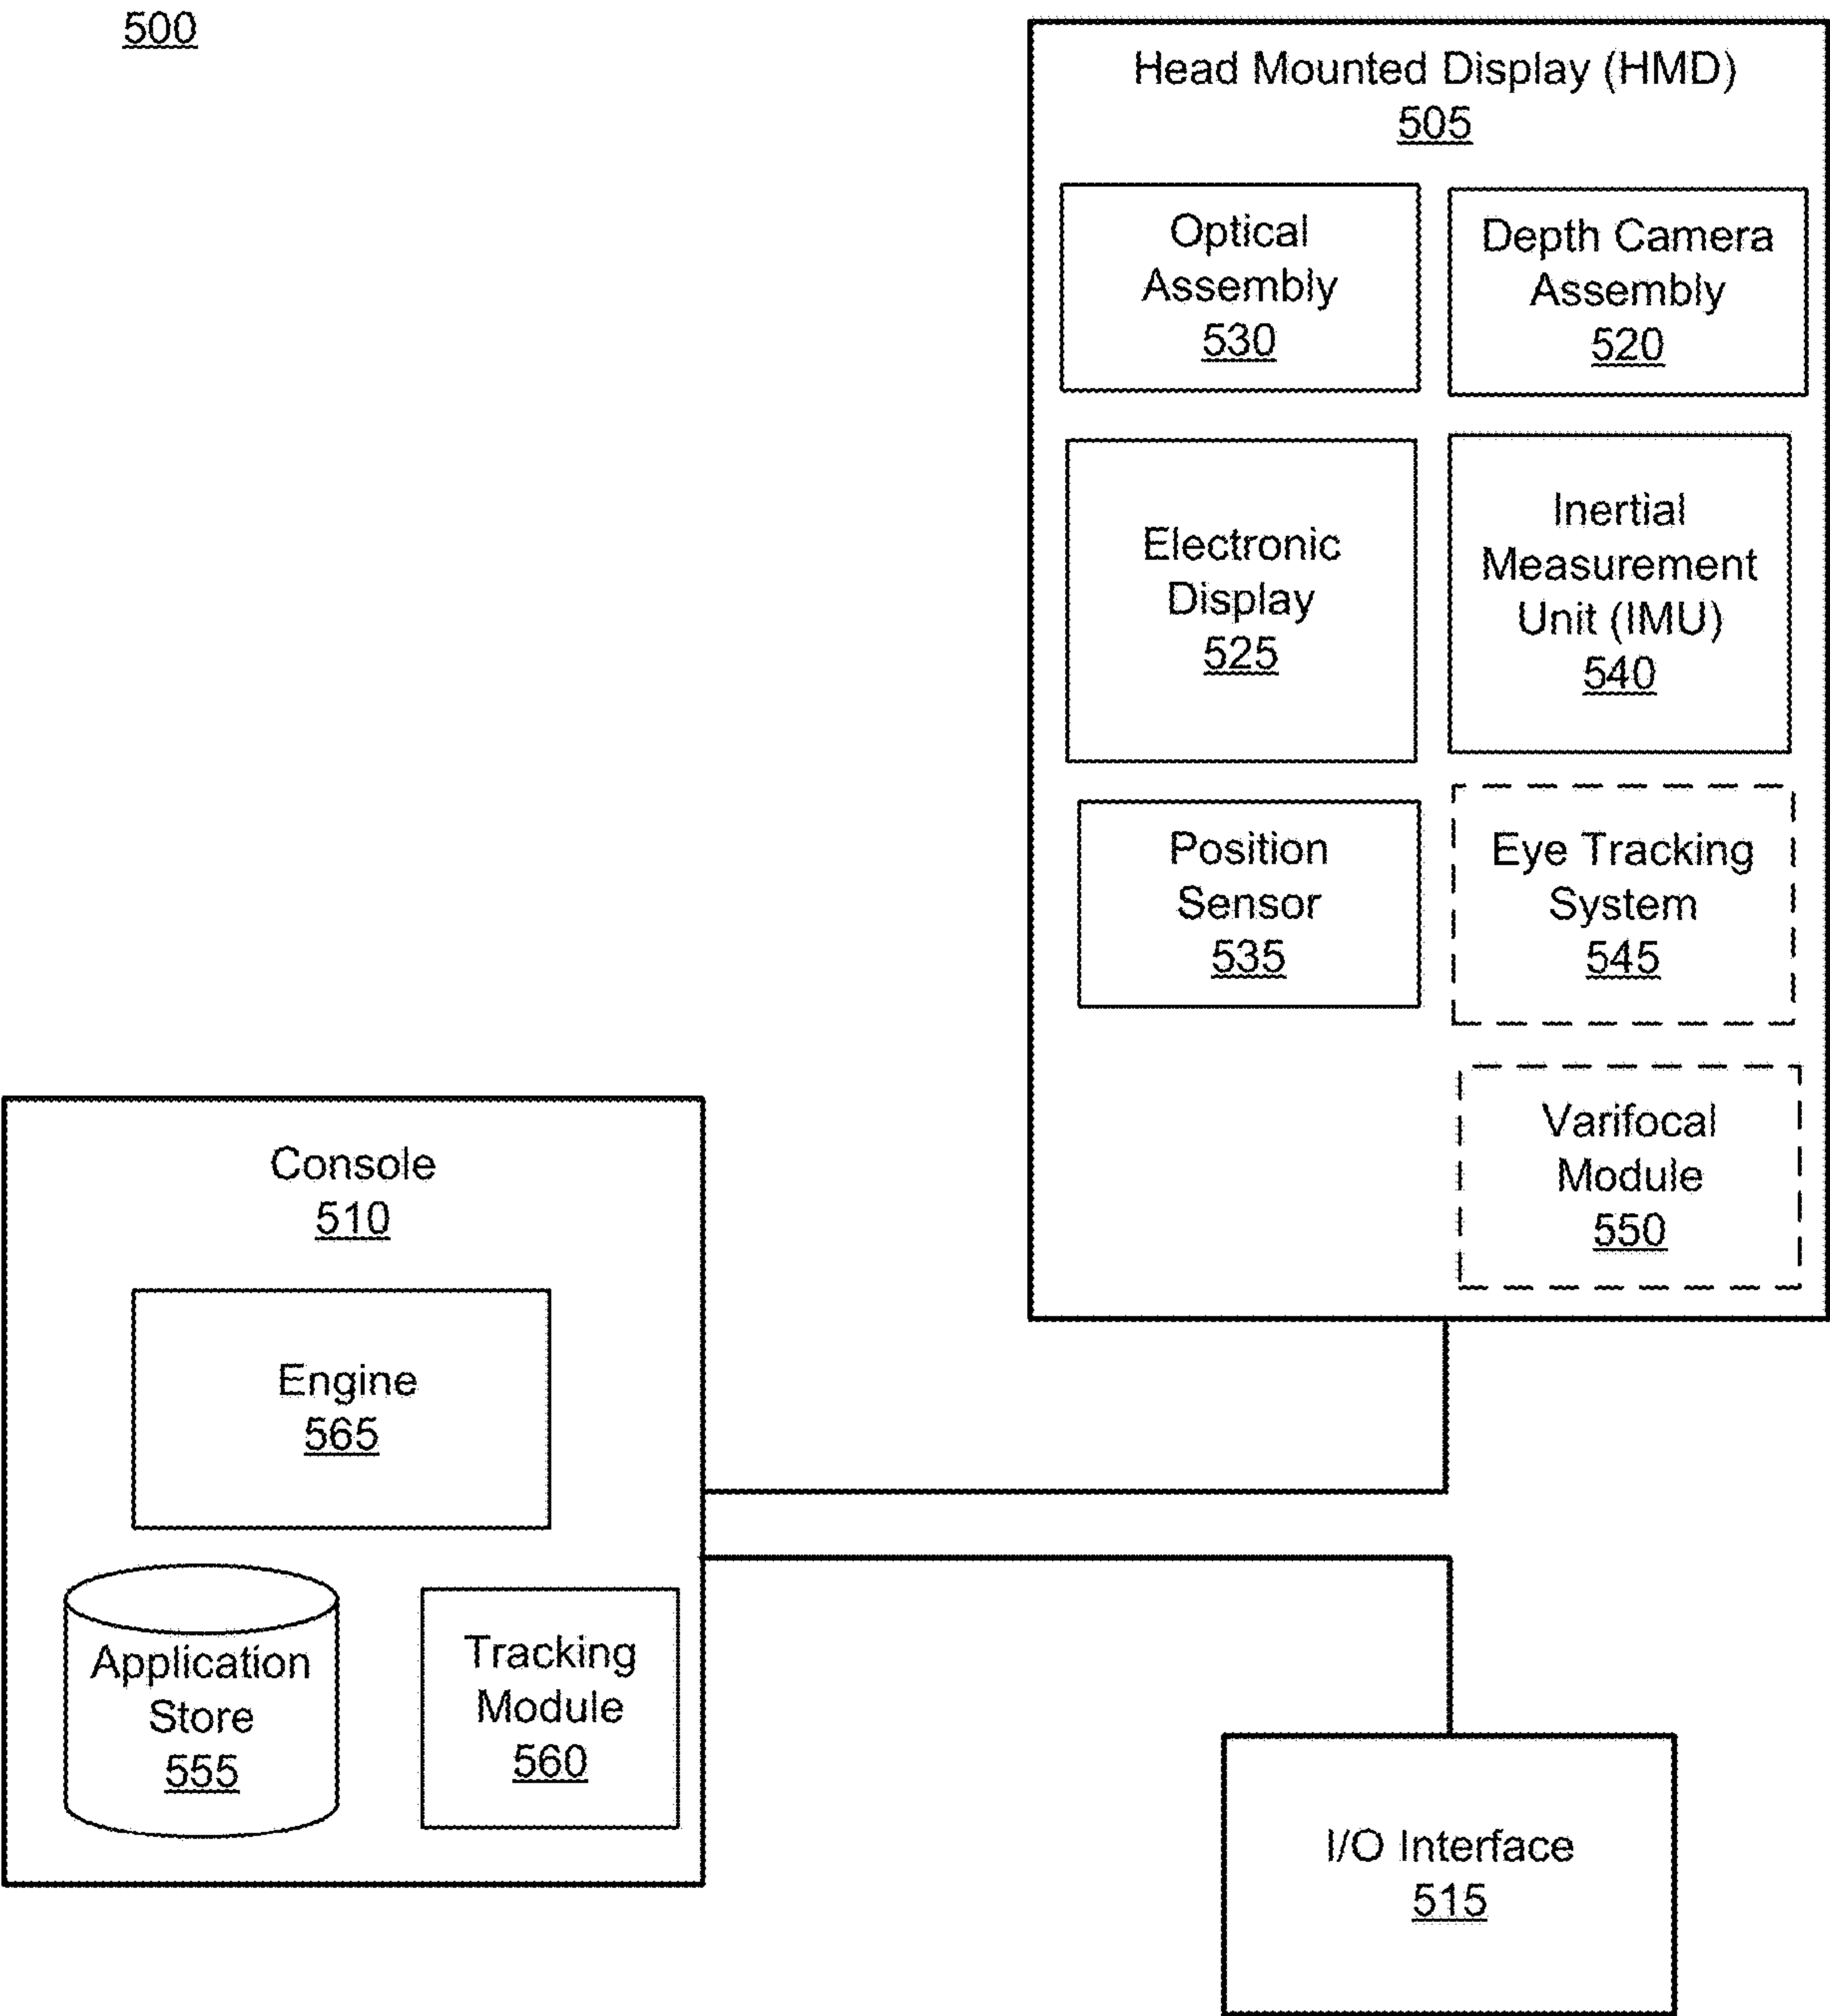 500
Head Mounted Display (HMD)
505
Optical
Assembly
530
Depth Camera
Assembly
520
Electronic
Display
525
Inertial
Measurement
Unit (IMU)
540
Position
Sensor
535
Eye Tracking
System
545
Varifocal
Module
550
Console
510
Engine
565
Application
Store
555
Tracking
Module
560
I/O Interface
515